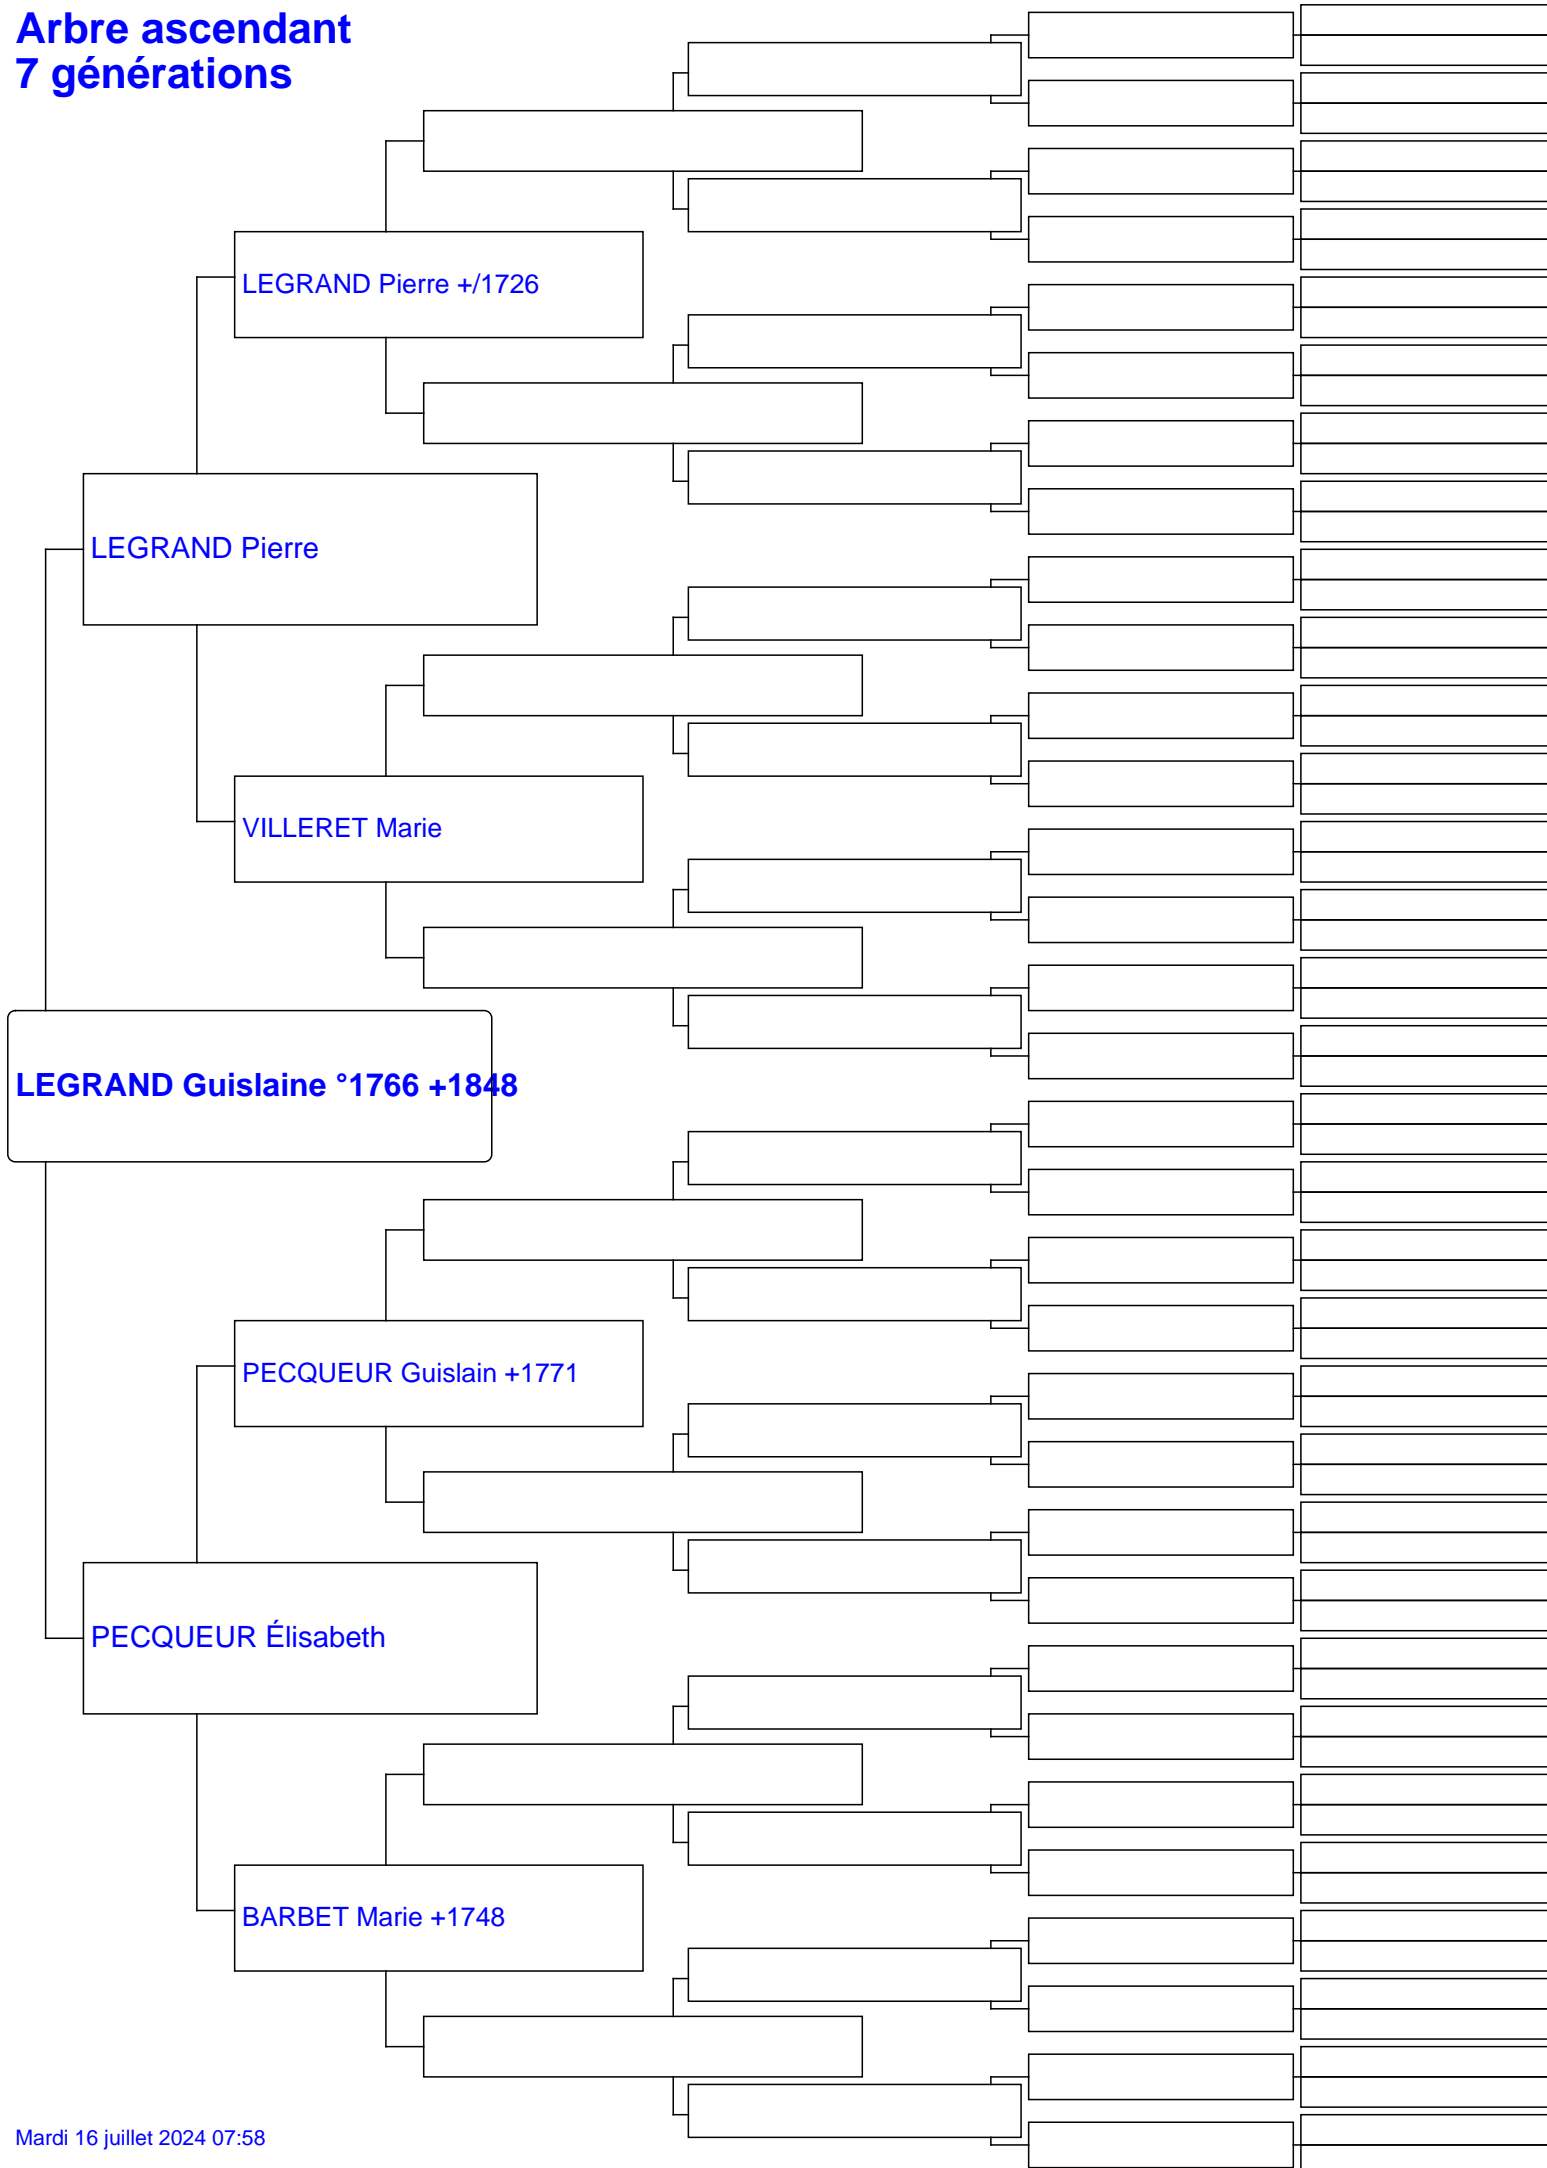 Arbre ascendant
7 générations
LEGRAND Pierre +/1726
LEGRAND Pierre
VILLERET Marie
LEGRAND Guislaine °1766 +1848
PECQUEUR Guislain +1771
PECQUEUR Élisabeth
BARBET Marie +1748
Mardi 16 juillet 2024 07:58